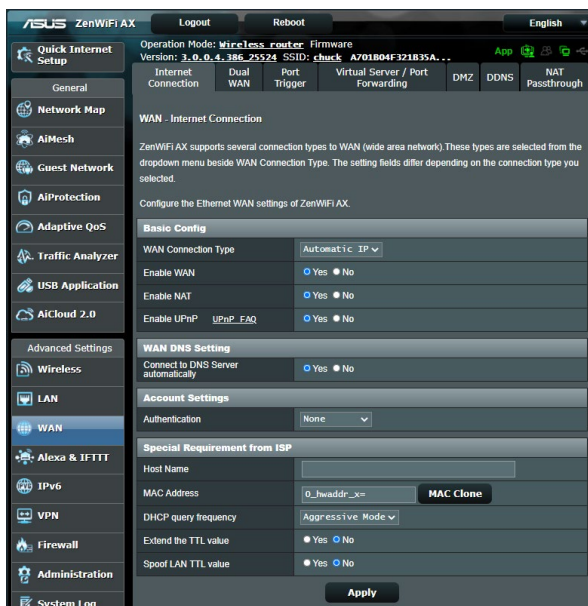 ASUS ZenWiFi AX Logout Reboot English
Quick Internet Setup
Operation Mode: Wireless router Firmware
Version: 3.0.0.4.386_25524 SSID: chuck A701B04F321B35A...
App
Internet Connection Dual WAN Port Trigger Virtual Server / Port Forwarding DMZ DDNS NAT Passthrough
General
Network Map
AiMesh
Guest Network
AiProtection
Adaptive QoS
Traffic Analyzer
USB Application
AiCloud 2.0
Advanced Settings
Wireless
LAN
WAN
Alexa & IFTTT
IPv6
VPN
Firewall
Administration
System Log
WAN - Internet Connection
ZenWiFi AX supports several connection types to WAN (wide area network).These types are selected from the
dropdown menu beside WAN Connection Type. The setting fields differ depending on the connection type you
selected.
Configure the Ethernet WAN settings of ZenWiFi AX.
Basic Config
WAN Connection Type Automatic IP
Enable WAN Yes No
Enable NAT Yes No
Enable UPnP UPnP FAQ Yes No
WAN DNS Setting
Connect to DNS Server
automatically Yes No
Account Settings
Authentication None
Special Requirement from ISP
Host Name
MAC Address 0_hwaddr_x= MAC Clone
DHCP query frequency Aggressive Mode
Extend the TTL value Yes No
Spoof LAN TTL value Yes No
Apply